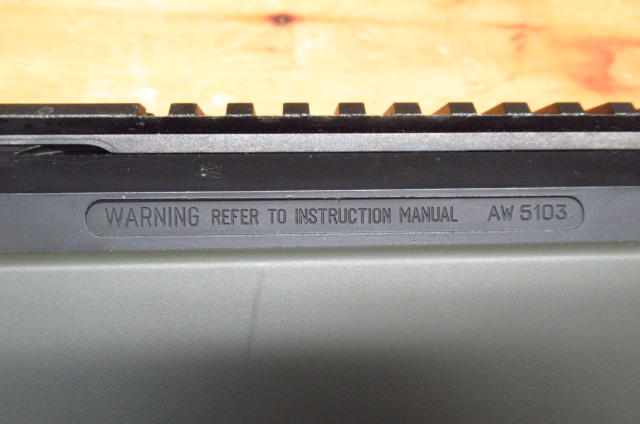 WARNING REFER TO INSTRUCTION MANUAL AW 5103